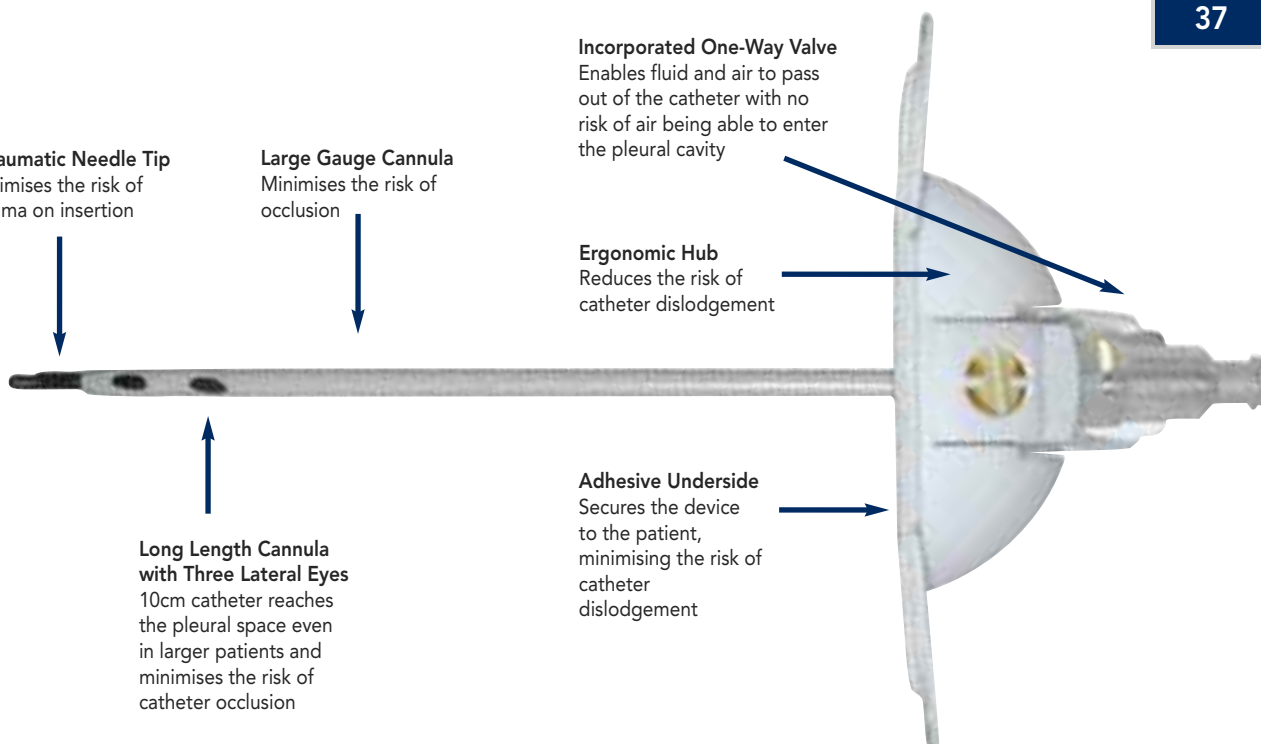 37
Incorporated One-Way Valve
Enables fluid and air to pass
out of the catheter with no
risk of air being able to enter
the pleural cavity
aumatic Needle Tip
imises the risk of
ma on insertion
Large Gauge Cannula
Minimises the risk of
occlusion
Ergonomic Hub
Reduces the risk of
catheter dislodgement
Adhesive Underside
Secures the device
to the patient,
minimising the risk of
catheter
dislodgement
Long Length Cannula
with Three Lateral Eyes
10cm catheter reaches
the pleural space even
in larger patients and
minimises the risk of
catheter occlusion